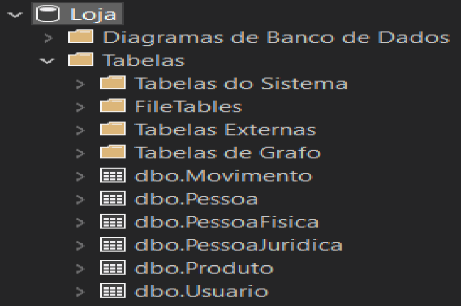 Loja
Diagramas de Banco de Dados
Tabelas
Tabelas do Sistema
FileTables
Tabelas Externas
Tabelas de Grafo
dbo.Movimento
dbo.Pessoa
dbo.PessoaFisica
dbo.PessoaJuridica
dbo.Produto
dbo.Usuario